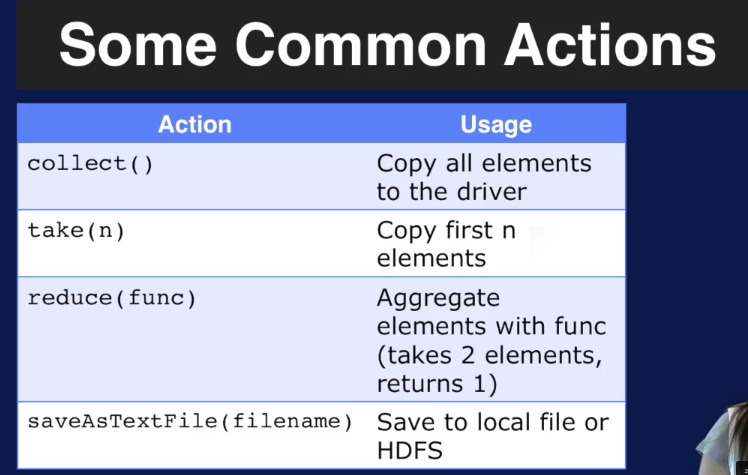 Some Common Actions
Action Usage
collect() Copy all elements
to the driver
take(n) Copy first n
elements
reduce(func) Aggregate
elements with func
(takes 2 elements,
returns 1)
saveAsTextFile(filename) Save to local file or
HDFS